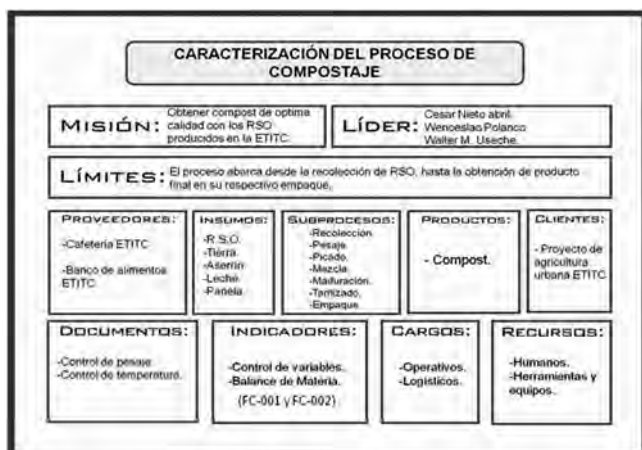 CARACTERIZACIÓN DEL PROCESO DE
COMPOSTAJE
MISIÓN: Obtener compost de optima
calidad con los RSO
producidos en la ETITC.
LÍDER: Cesar Nieto abril.
Wenceslao Polanco
Walter M. Useche.
LÍMITES: El proceso abarca desde la recolección de RSO, hasta la obtención de producto
final en su respectivo empaque.
PROVEEDORES:
-Cafetería ETITC
-Banco de alimentos
ETITC
INSUMOS:
-R.S.O.
-Tierra.
-Aserrín
-Leche.
-Panela.
SUBPROCESOS:
-Recolección
-Pesaje.
-Picado.
-Mezcla.
-Maduración.
-Tamizado.
-Empaque.
PRODUCTOS:
- Compost.
CLIENTES:
- Proyecto de
agricultura
urbana ETITC
DOCUMENTOS:
-Control de pesaje
-Control de temperatura.
INDICADORES:
-Control de variables.
-Balance de Materia.
(FC-001 y FC-002)
CARGOS:
-Operativos.
-Logísticos.
RECURSOS:
-Humanos.
-Herramientas y
equipos.